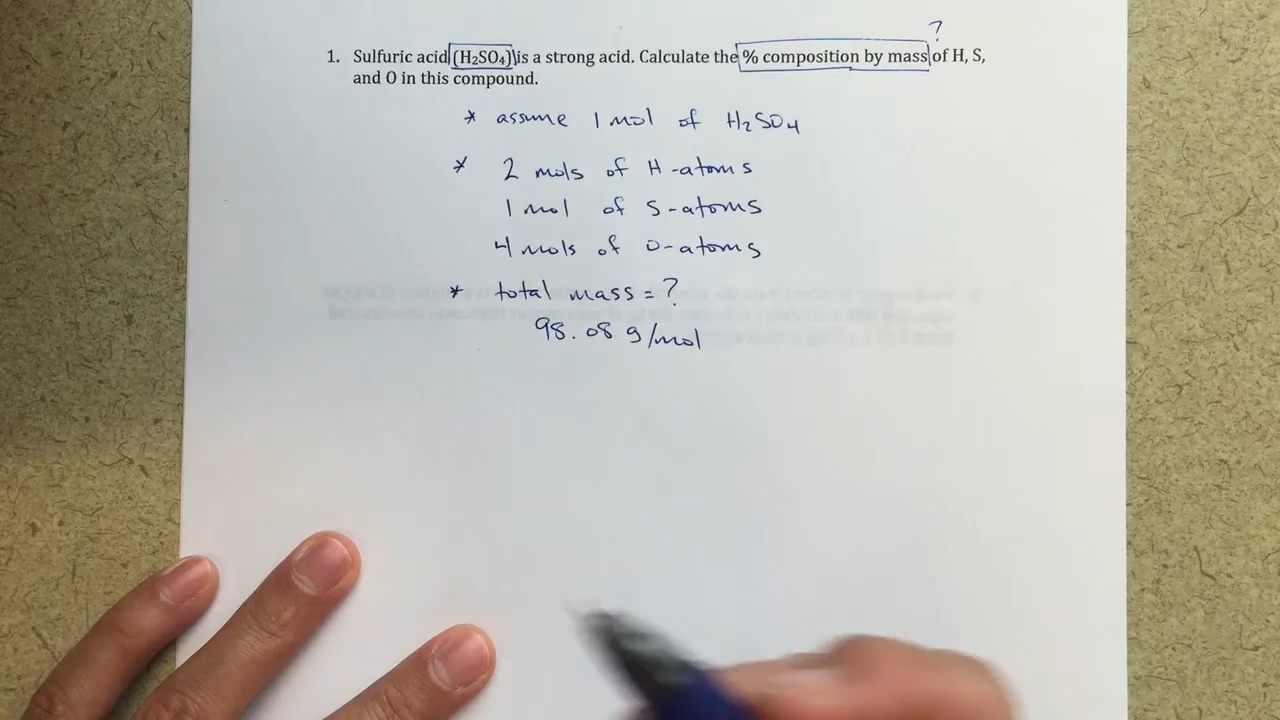 ?
1. Sulfuric acid (H₂SO₄) is a strong acid. Calculate the % composition by mass of H, S,
and O in this compound.
* assume 1 mol of H₂SO₄
* 2 mols of H-atoms
1 mol of S-atoms
4 mols of O-atoms
* total mass = ?
98.08 g/mol